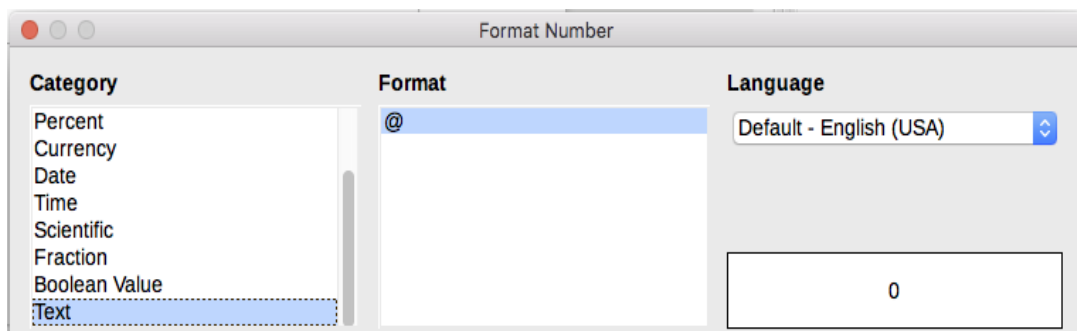 Format Number
Category
Format
Language
Percent
Currency
Date
Time
Scientific
Fraction
Boolean Value
Text
@
Default - English (USA)
0